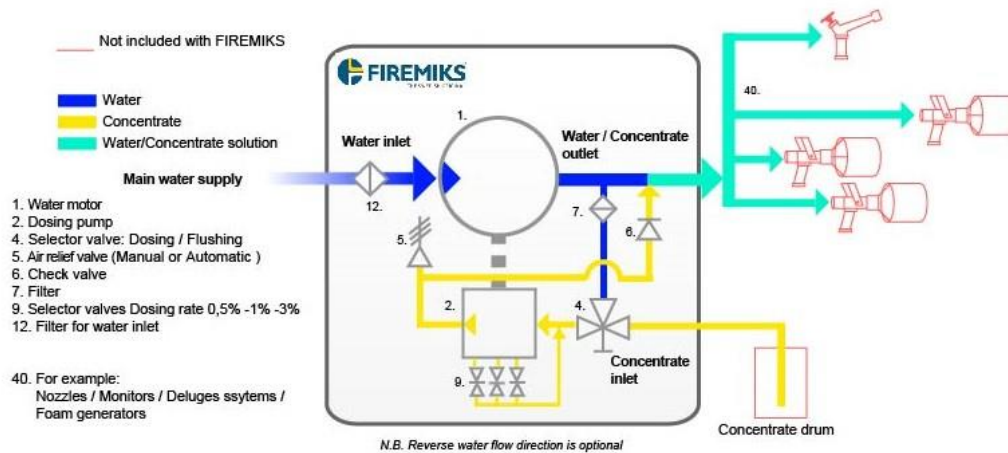 Not included with FIREMIKS
Water
Concentrate
Water/Concentrate solution
Main water supply
1. Water motor
2. Dosing pump
4. Selector valve: Dosing / Flushing
5. Air relief valve (Manual or Automatic )
6. Check valve
7. Filter
9. Selector valves Dosing rate 0,5% -1% -3%
12. Filter for water inlet
40. For example:
Nozzles / Monitors / Deluges ssytems /
Foam generators
FIREMIKS
1.
Water inlet
Water / Concentrate
outlet
12.
7.
5.
6.
2.
4.
Concentrate
inlet
9.
40.
Concentrate drum
N.B. Reverse water flow direction is optional